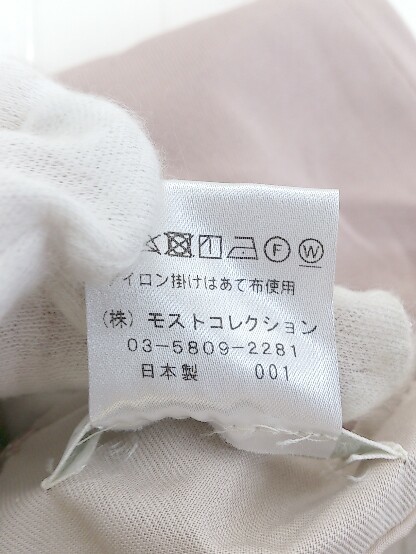 F W
アイロン掛けはあて布使用
(株) モストコレクション
03-5809-2281
日本製 001